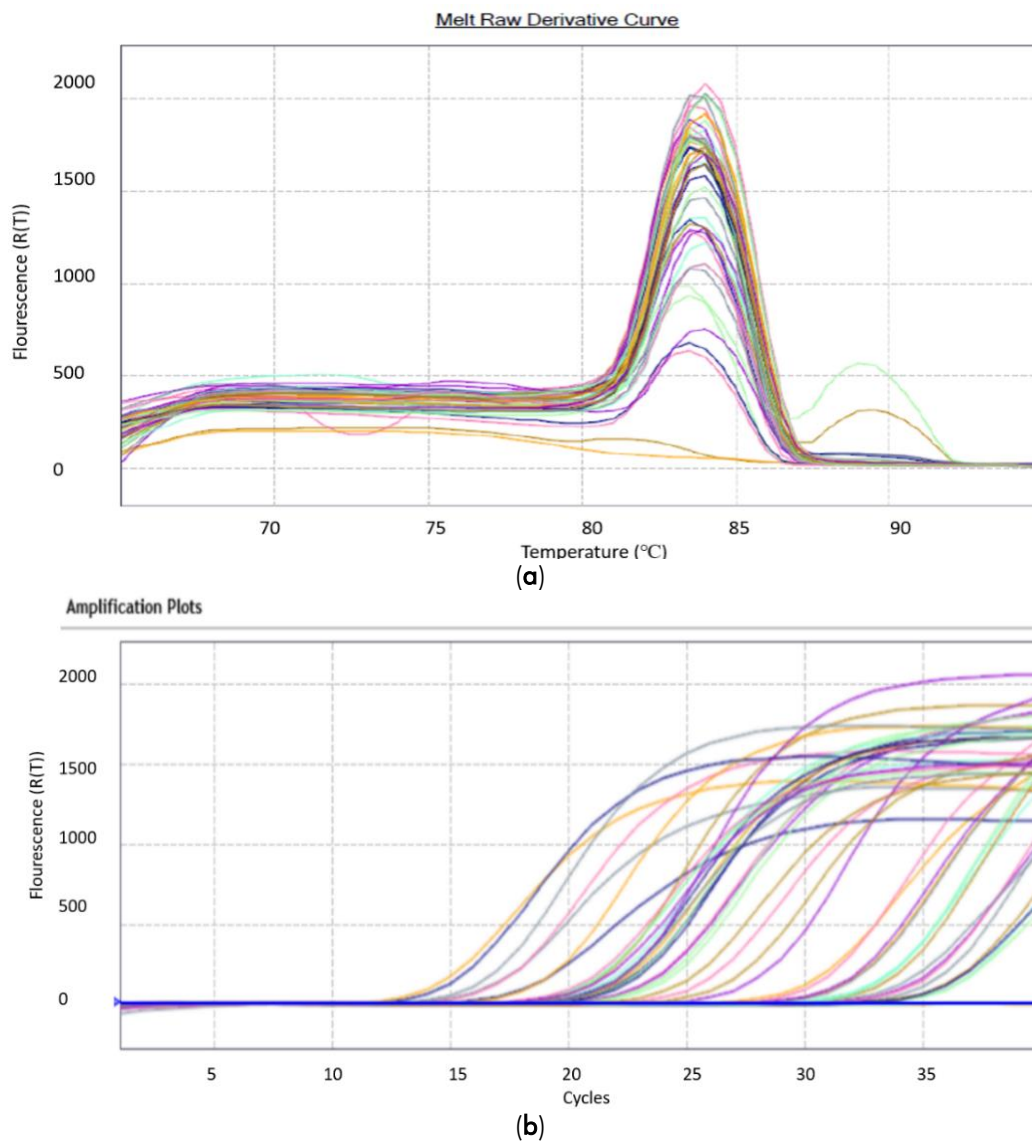 Melt Raw Derivative Curve
2000
1500
1000
500
0
Flourescence (R(T))
70 75 80 85 90
Temperature (°C)
(a)
Amplification Plots
2000
1500
1000
500
0
Flourescence (R(T))
5 10 15 20 25 30 35
Cycles
(b)